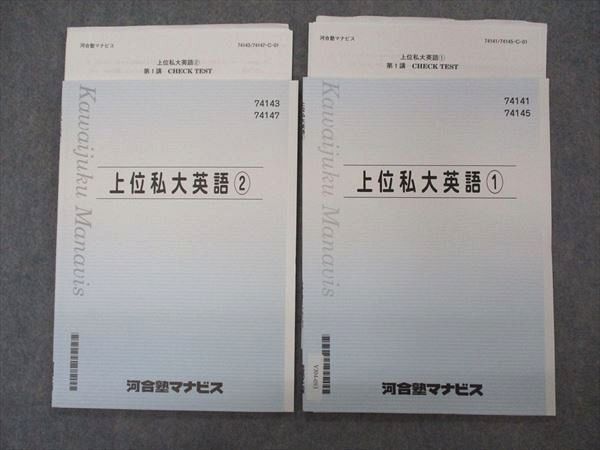 河合塾マナビス
74143/74147-C-01
上位私大英語②
第1講 CHECK TEST
Kawaijuku Manavis
74143
74147
上位私大英語②
河合塾マナビス
河合塾マナビス
74141/74145-C-01
上位私大英語①
第1講 CHECK TEST
Kawaijuku Manavis
74141
74145
上位私大英語①
河合塾マナビス